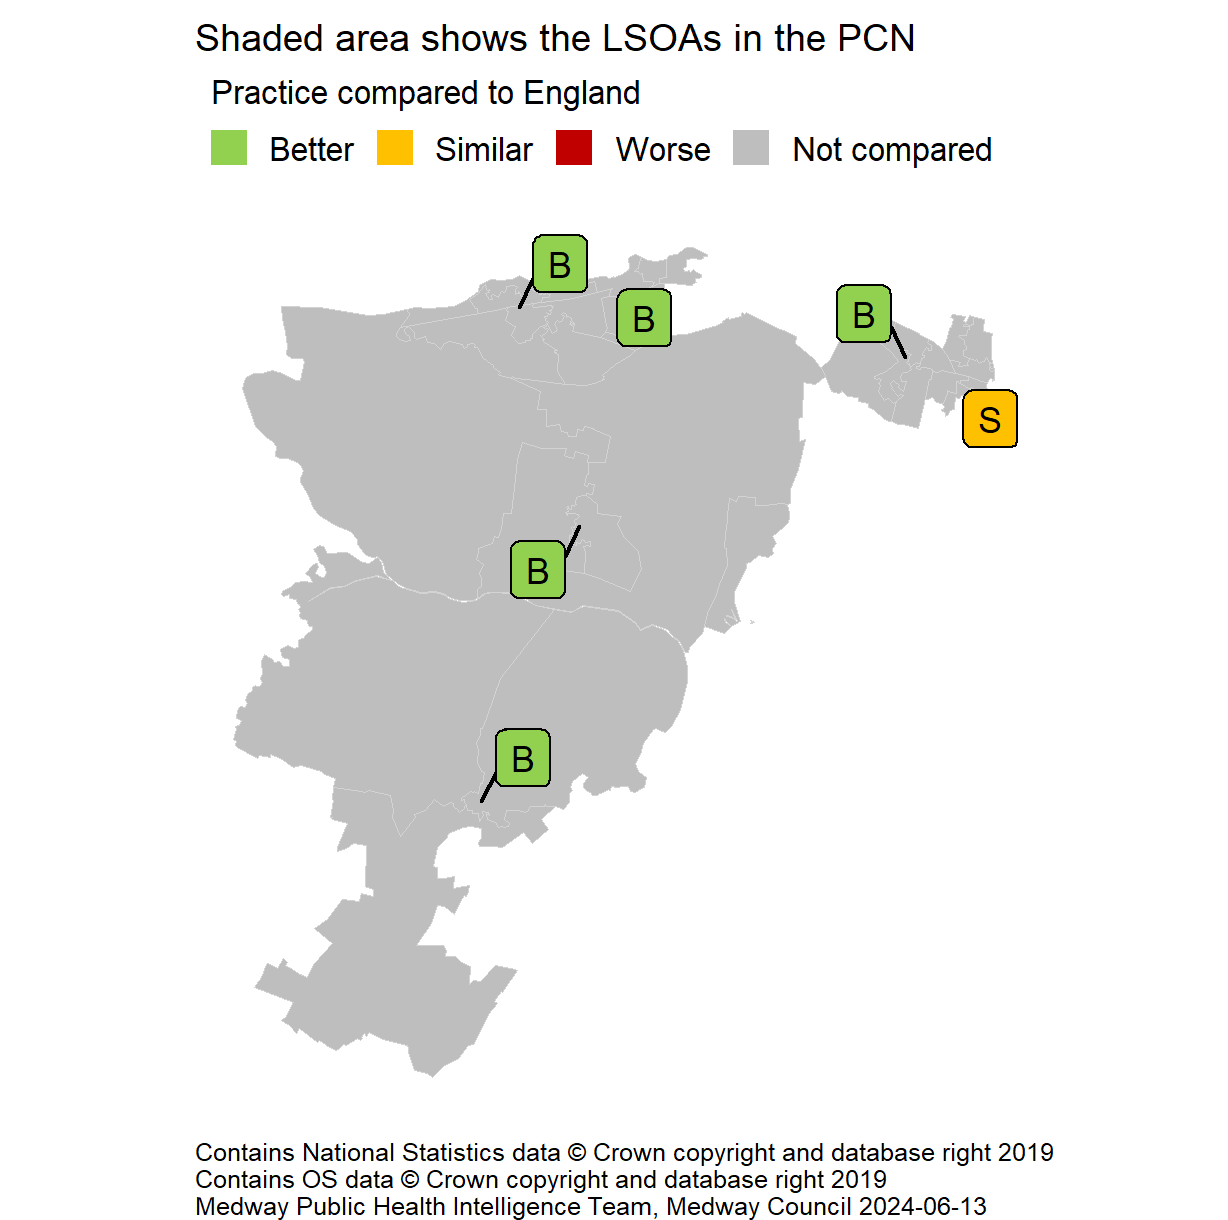 Shaded area shows the LSOAs in the PCN
Practice compared to England
Better Similar Worse Not compared
B
B
B
S
B
B
Contains National Statistics data © Crown copyright and database right 2019
Contains OS data © Crown copyright and database right 2019
Medway Public Health Intelligence Team, Medway Council 2024-06-13